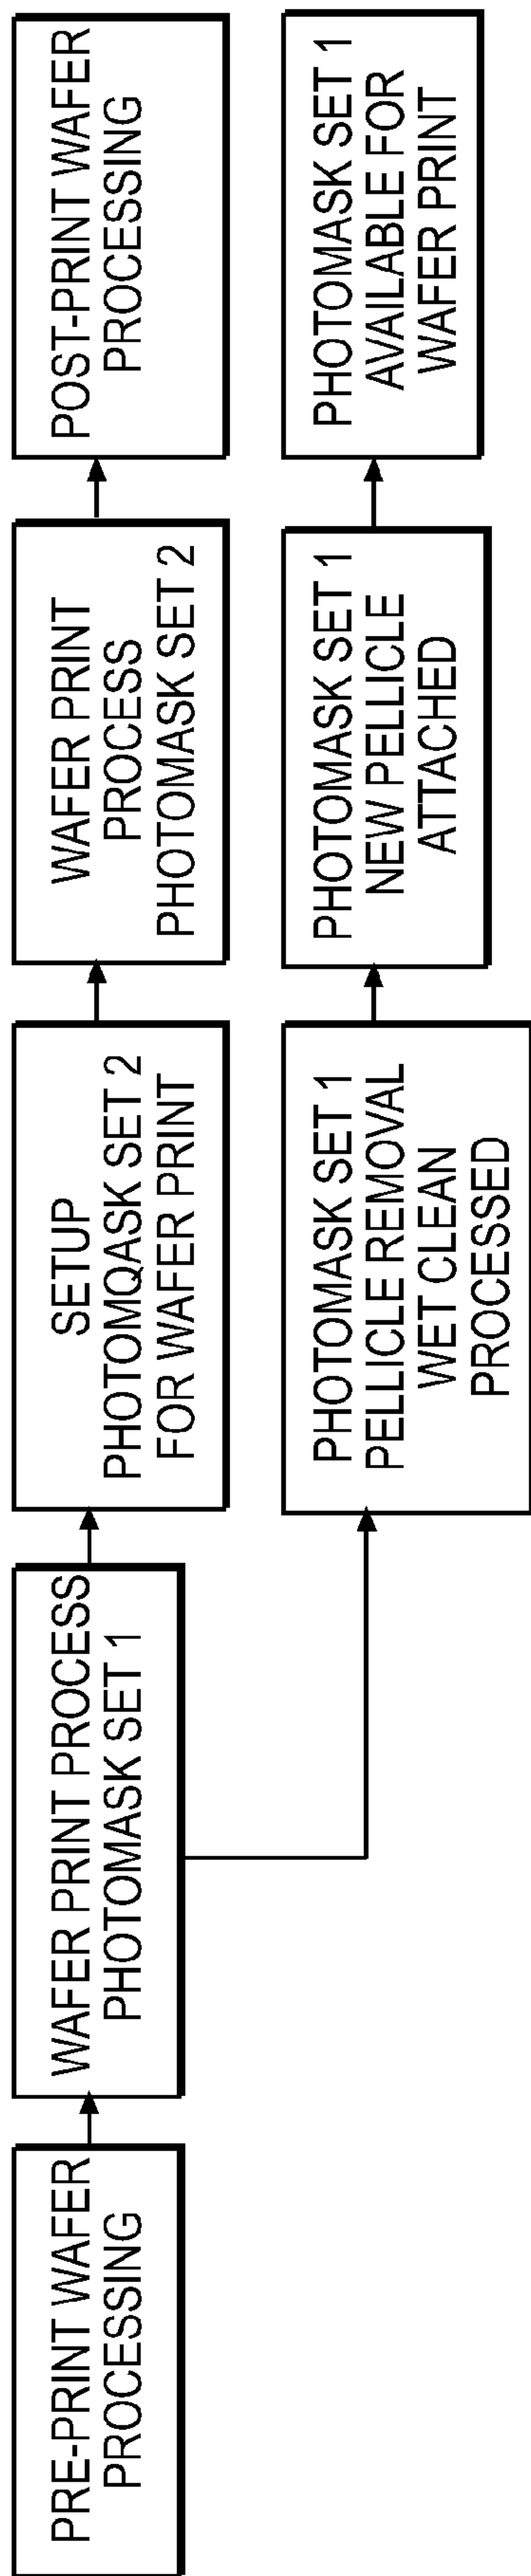 PRE-PRINT WAFER
PROCESSING
WAFER PRINT PROCESS
PHOTOMASK SET 1
SETUP
PHOTOMQASK SET 2
FOR WAFER PRINT
WAFER PRINT
PROCESS
PHOTOMASK SET 2
POST-PRINT WAFER
PROCESSING
PHOTOMASK SET 1
PELLICLE REMOVAL
WET CLEAN
PROCESSED
PHOTOMASK SET 1
NEW PELLICLE
ATTACHED
PHOTOMASK SET 1
AVAILABLE FOR
WAFER PRINT